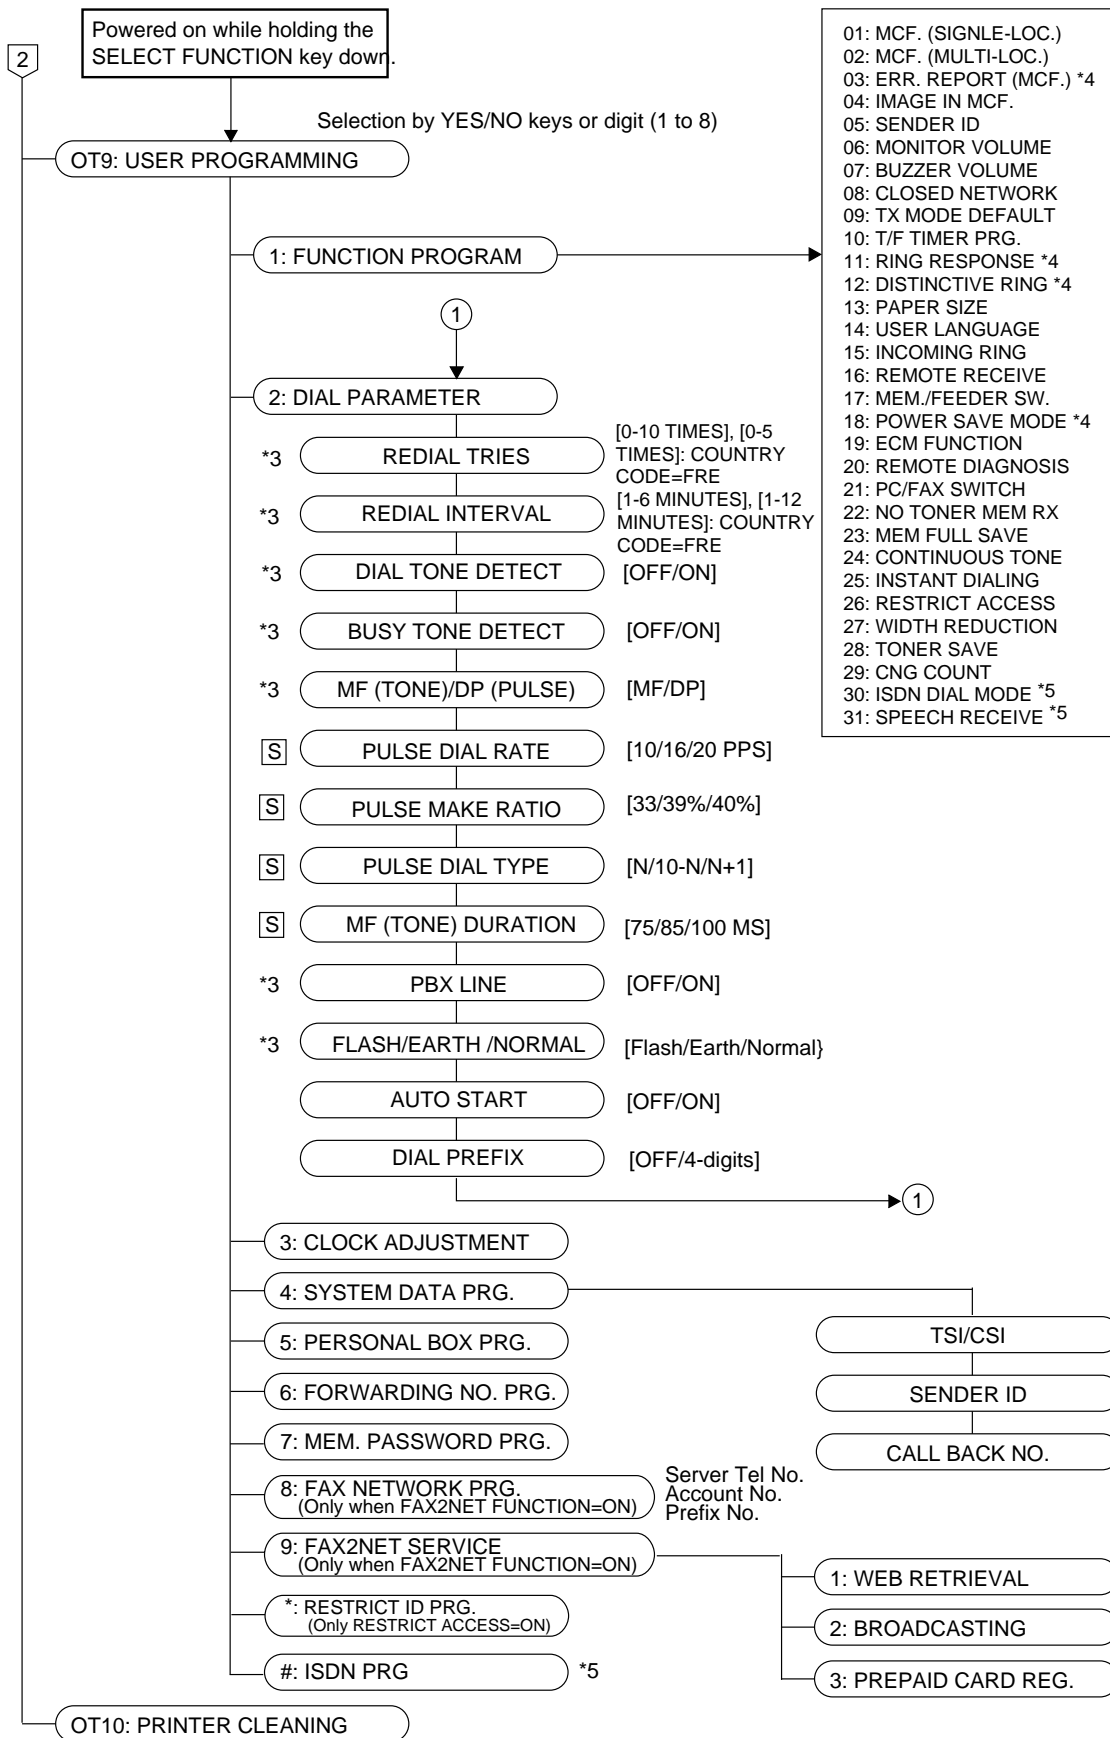 Powered on while holding the
SELECT FUNCTION key down.
2
Selection by YES/NO keys or digit (1 to 8)
OT9: USER PROGRAMMING
01: MCF. (SIGNLE-LOC.)
02: MCF. (MULTI-LOC.)
03: ERR. REPORT (MCF.) *4
04: IMAGE IN MCF.
05: SENDER ID
06: MONITOR VOLUME
07: BUZZER VOLUME
08: CLOSED NETWORK
09: TX MODE DEFAULT
10: T/F TIMER PRG.
11: RING RESPONSE *4
12: DISTINCTIVE RING *4
13: PAPER SIZE
14: USER LANGUAGE
15: INCOMING RING
16: REMOTE RECEIVE
17: MEM./FEEDER SW.
18: POWER SAVE MODE *4
19: ECM FUNCTION
20: REMOTE DIAGNOSIS
21: PC/FAX SWITCH
22: NO TONER MEM RX
23: MEM FULL SAVE
24: CONTINUOUS TONE
25: INSTANT DIALING
26: RESTRICT ACCESS
27: WIDTH REDUCTION
28: TONER SAVE
29: CNG COUNT
30: ISDN DIAL MODE *5
31: SPEECH RECEIVE *5
1: FUNCTION PROGRAM
1
2: DIAL PARAMETER
*3 REDIAL TRIES
[0-10 TIMES], [0-5
TIMES]: COUNTRY
CODE=FRE
*3 REDIAL INTERVAL
[1-6 MINUTES], [1-12
MINUTES]: COUNTRY
CODE=FRE
*3 DIAL TONE DETECT [OFF/ON]
*3 BUSY TONE DETECT [OFF/ON]
*3 MF (TONE)/DP (PULSE) [MF/DP]
S PULSE DIAL RATE [10/16/20 PPS]
S PULSE MAKE RATIO [33/39%/40%]
S PULSE DIAL TYPE [N/10-N/N+1]
S MF (TONE) DURATION [75/85/100 MS]
*3 PBX LINE [OFF/ON]
*3 FLASH/EARTH /NORMAL [Flash/Earth/Normal}
AUTO START [OFF/ON]
DIAL PREFIX [OFF/4-digits]
1
3: CLOCK ADJUSTMENT
4: SYSTEM DATA PRG.
TSI/CSI
SENDER ID
CALL BACK NO.
5: PERSONAL BOX PRG.
6: FORWARDING NO. PRG.
7: MEM. PASSWORD PRG.
8: FAX NETWORK PRG.
(Only when FAX2NET FUNCTION=ON)
Server Tel No.
Account No.
Prefix No.
9: FAX2NET SERVICE
(Only when FAX2NET FUNCTION=ON)
1: WEB RETRIEVAL
2: BROADCASTING
3: PREPAID CARD REG.
*: RESTRICT ID PRG.
(Only RESTRICT ACCESS=ON)
#: ISDN PRG *5
OT10: PRINTER CLEANING